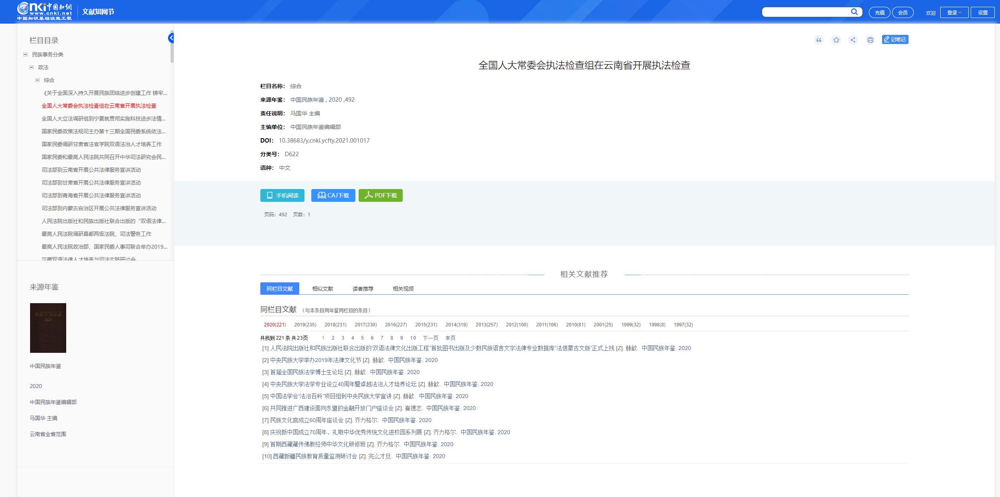 Cnki中国知网
www.cnki.net
中国知识基础设施工程
文献知网节
充值
会员
欢迎
登录
设置
栏目目录
民族事务分类
政法
综合
《关于全面深入持久开展民族团结进步创建工作 铸牢...
全国人大常委会执法检查组在云南省开展执法检查
全国人大立法调研组到宁夏就贯彻实施科技进步法情...
国家民委政策法规司主办第十三期全国民委系统依法...
国家民委调研甘肃省法官学院双语法治人才培养工作
国家民委和最高人民法院共同召开中华司法研究会民...
司法部到云南省开展公共法律服务宣讲活动
司法部到甘肃省开展公共法律服务宣讲活动
司法部到青海省开展公共法律服务宣讲活动
司法部到内蒙古自治区开展公共法律服务宣讲活动
人民法院出版社和民族出版社联合出版的“双语法律...
最高人民法院调研昌都两级法院、司法警务工作
最高人民法院政治部、国家民委人事司联合举办2019...
汉藏双语法律人才培养与司法实践研讨会
来源年鉴
中国民族年鉴
2020
中国民族年鉴
2020
中国民族年鉴编辑部
马国华 主编
云南省全省范围
记笔记
全国人大常委会执法检查组在云南省开展执法检查
栏目名称： 综合
来源年鉴： 中国民族年鉴 , 2020 ,492
责任说明： 马国华 主编
主编单位： 中国民族年鉴编辑部
DOI： 10.38683/y.cnki.ycfty.2021.001017
分类号： D622
语种： 中文
手机阅读
CAJ下载
PDF下载
页码：492 页数：1
相关文献推荐
同栏目文献 相似文献 读者推荐 相关视频
同栏目文献 （与本条目同年鉴同栏目的条目）
2020(221) 2019(235) 2018(231) 2017(230) 2016(227) 2015(231) 2014(319) 2013(257) 2012(100) 2011(106) 2010(81) 2001(25) 1999(32) 1998(8) 1997(32)
共找到 221 条 共23页 1 2 3 4 5 6 7 8 9 10 下一页 末页
[1] 人民法院出版社和民族出版社联合出版的“双语法律文化出版工程”首批图书出版及少数民族语言文字法律专业数据库“法信蒙古文版”正式上线 [Z]. 赫歆. 中国民族年鉴. 2020
[2] 中央民族大学举办2019年法律文化节 [Z]. 赫歆. 中国民族年鉴. 2020
[3] 首届全国民族法学博士生论坛 [Z]. 赫歆. 中国民族年鉴. 2020
[4] 中央民族大学法学专业设立40周年暨卓越法治人才培养论坛 [Z]. 赫歆. 中国民族年鉴. 2020
[5] 中国法学会“法治百科”项目组到中央民族大学宣讲 [Z]. 赫歆. 中国民族年鉴. 2020
[6] 共同推进广西建设面向东盟的金融开放门户座谈会 [Z]. 崔德志. 中国民族年鉴. 2020
[7] 民族文化宫成立60周年座谈会 [Z]. 齐力格尔. 中国民族年鉴. 2020
[8] 庆祝新中国成立70周年、礼敬中华优秀传统文化进校园系列展 [Z]. 齐力格尔. 中国民族年鉴. 2020
[9] 首期西藏藏传佛教经师中华文化研修班 [Z]. 齐力格尔. 中国民族年鉴. 2020
[10] 西藏新疆民族教育质量监测研讨会 [Z]. 完么才旦. 中国民族年鉴. 2020